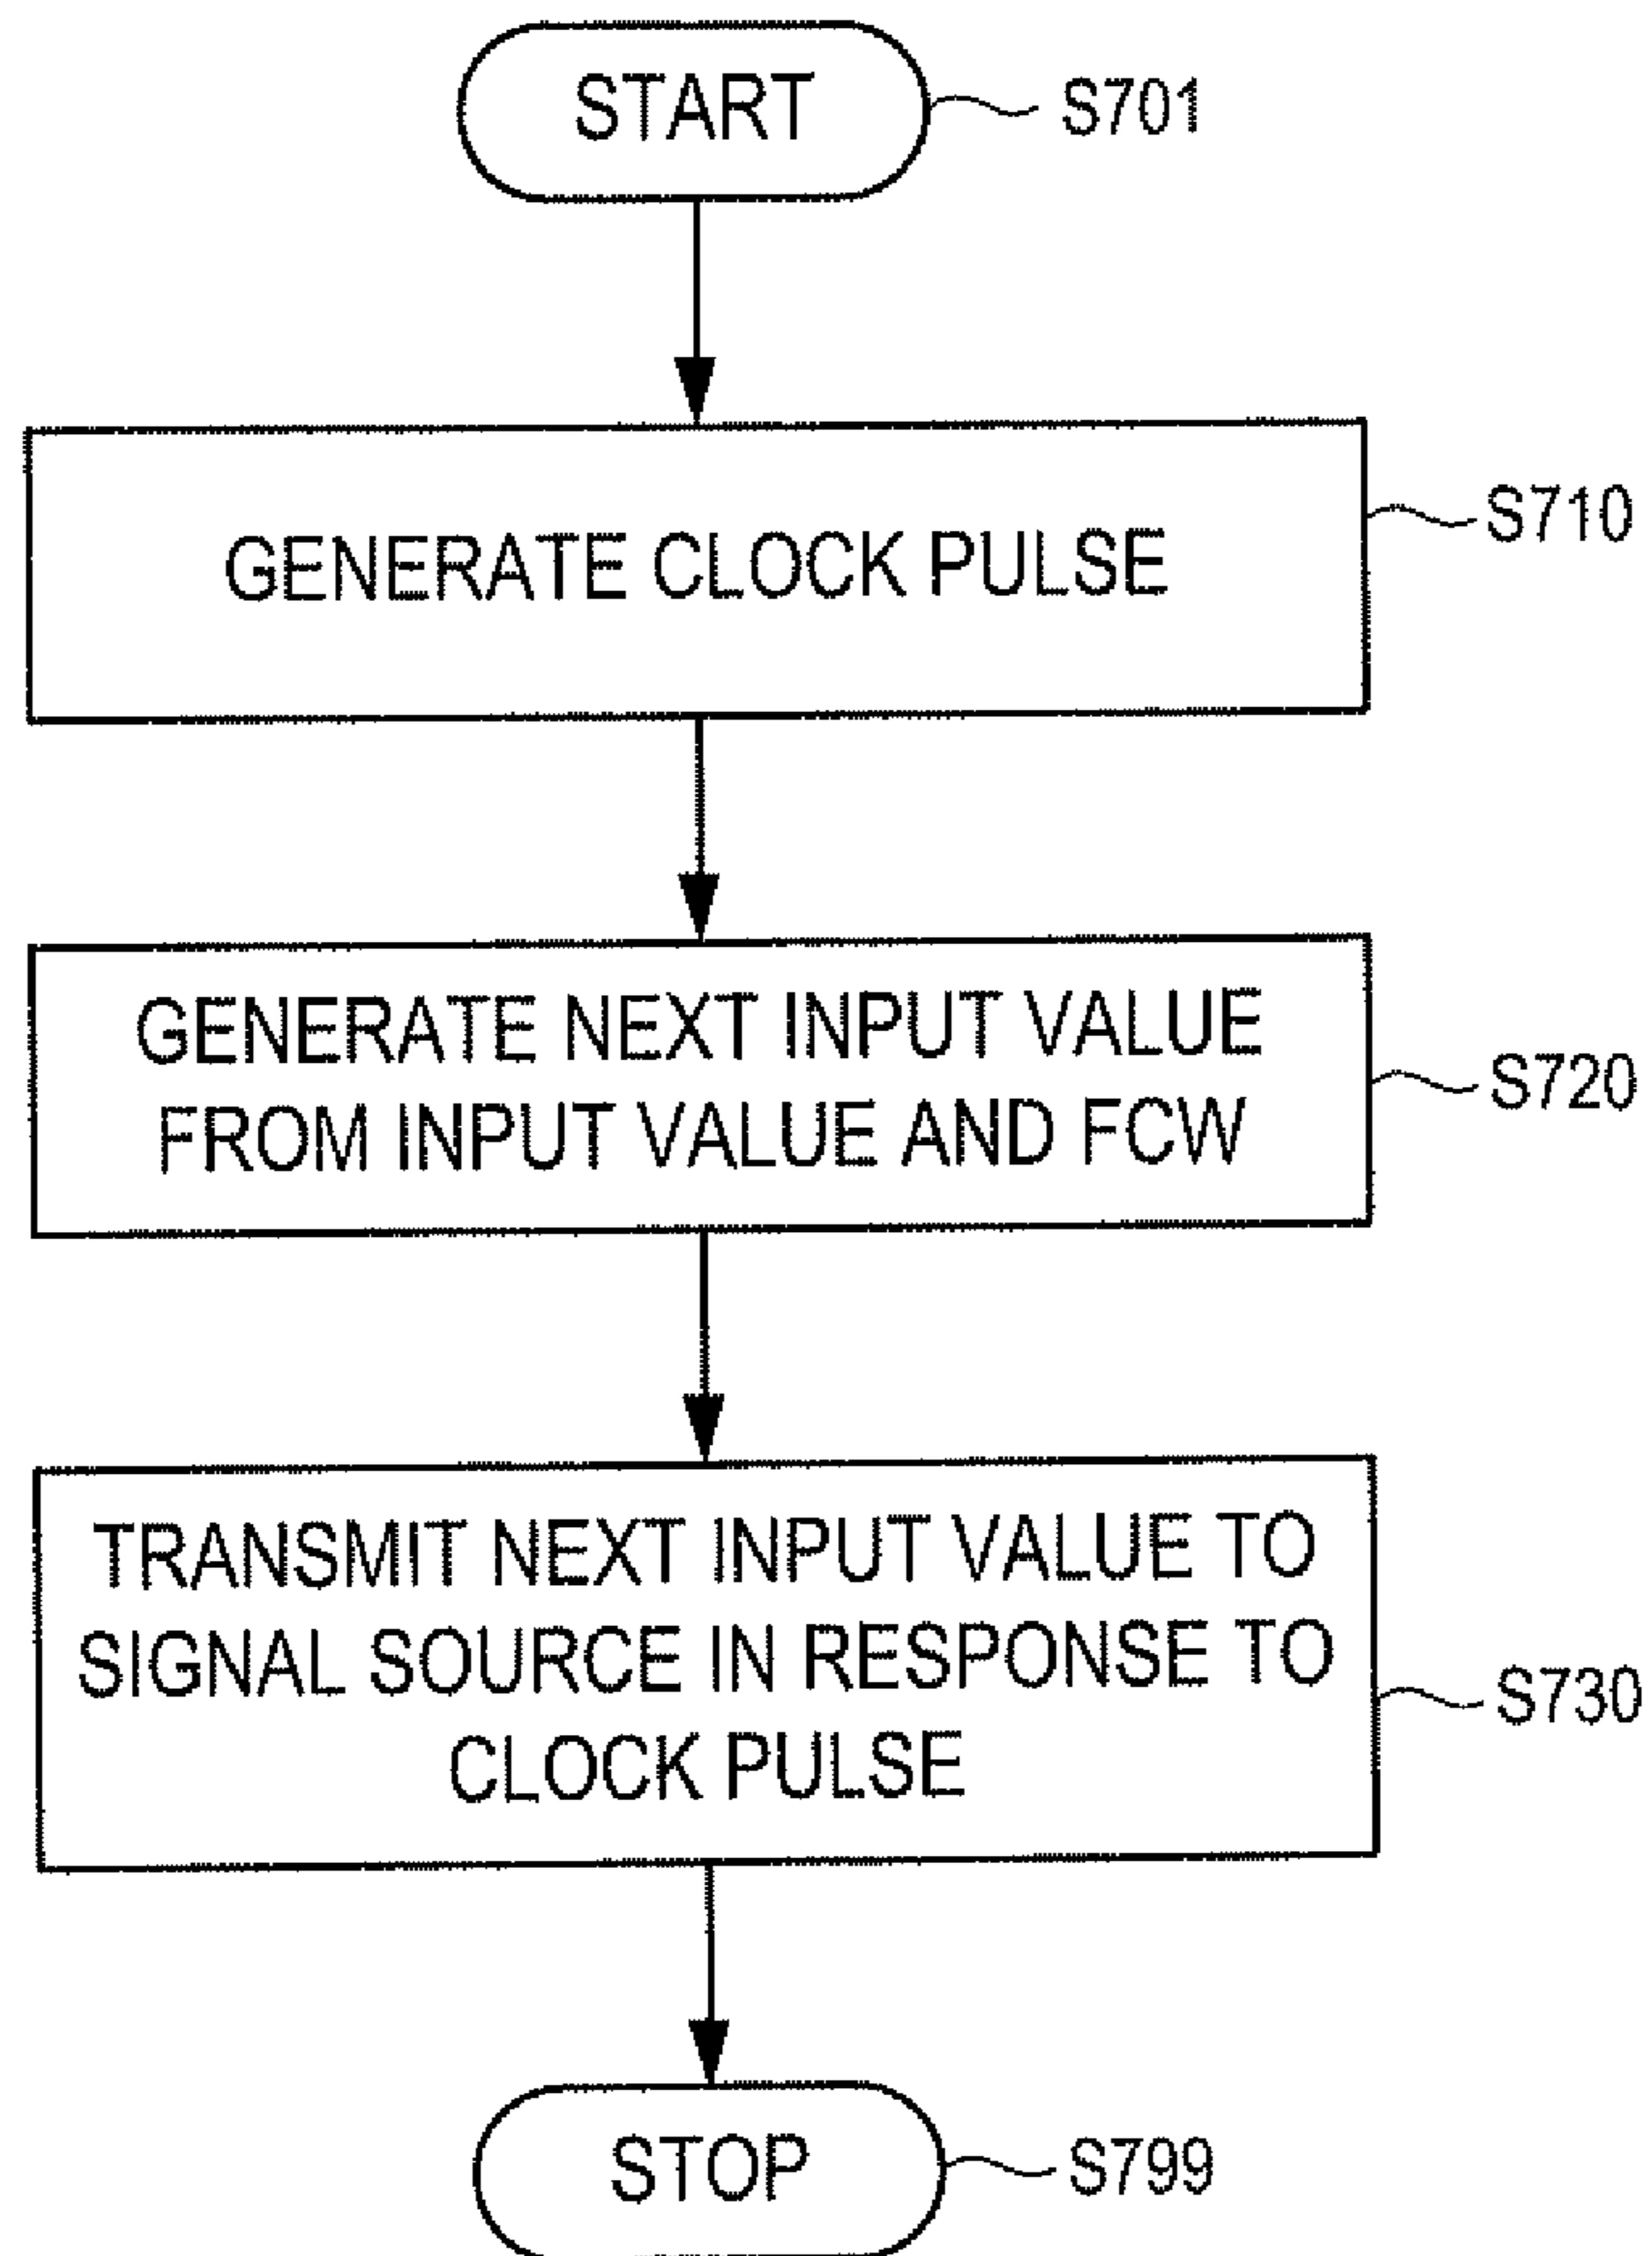 START
S701
GENERATE CLOCK PULSE
S710
GENERATE NEXT INPUT VALUE
FROM INPUT VALUE AND FCW
S720
TRANSMIT NEXT INPUT VALUE TO
SIGNAL SOURCE IN RESPONSE TO
CLOCK PULSE
S730
STOP
S799